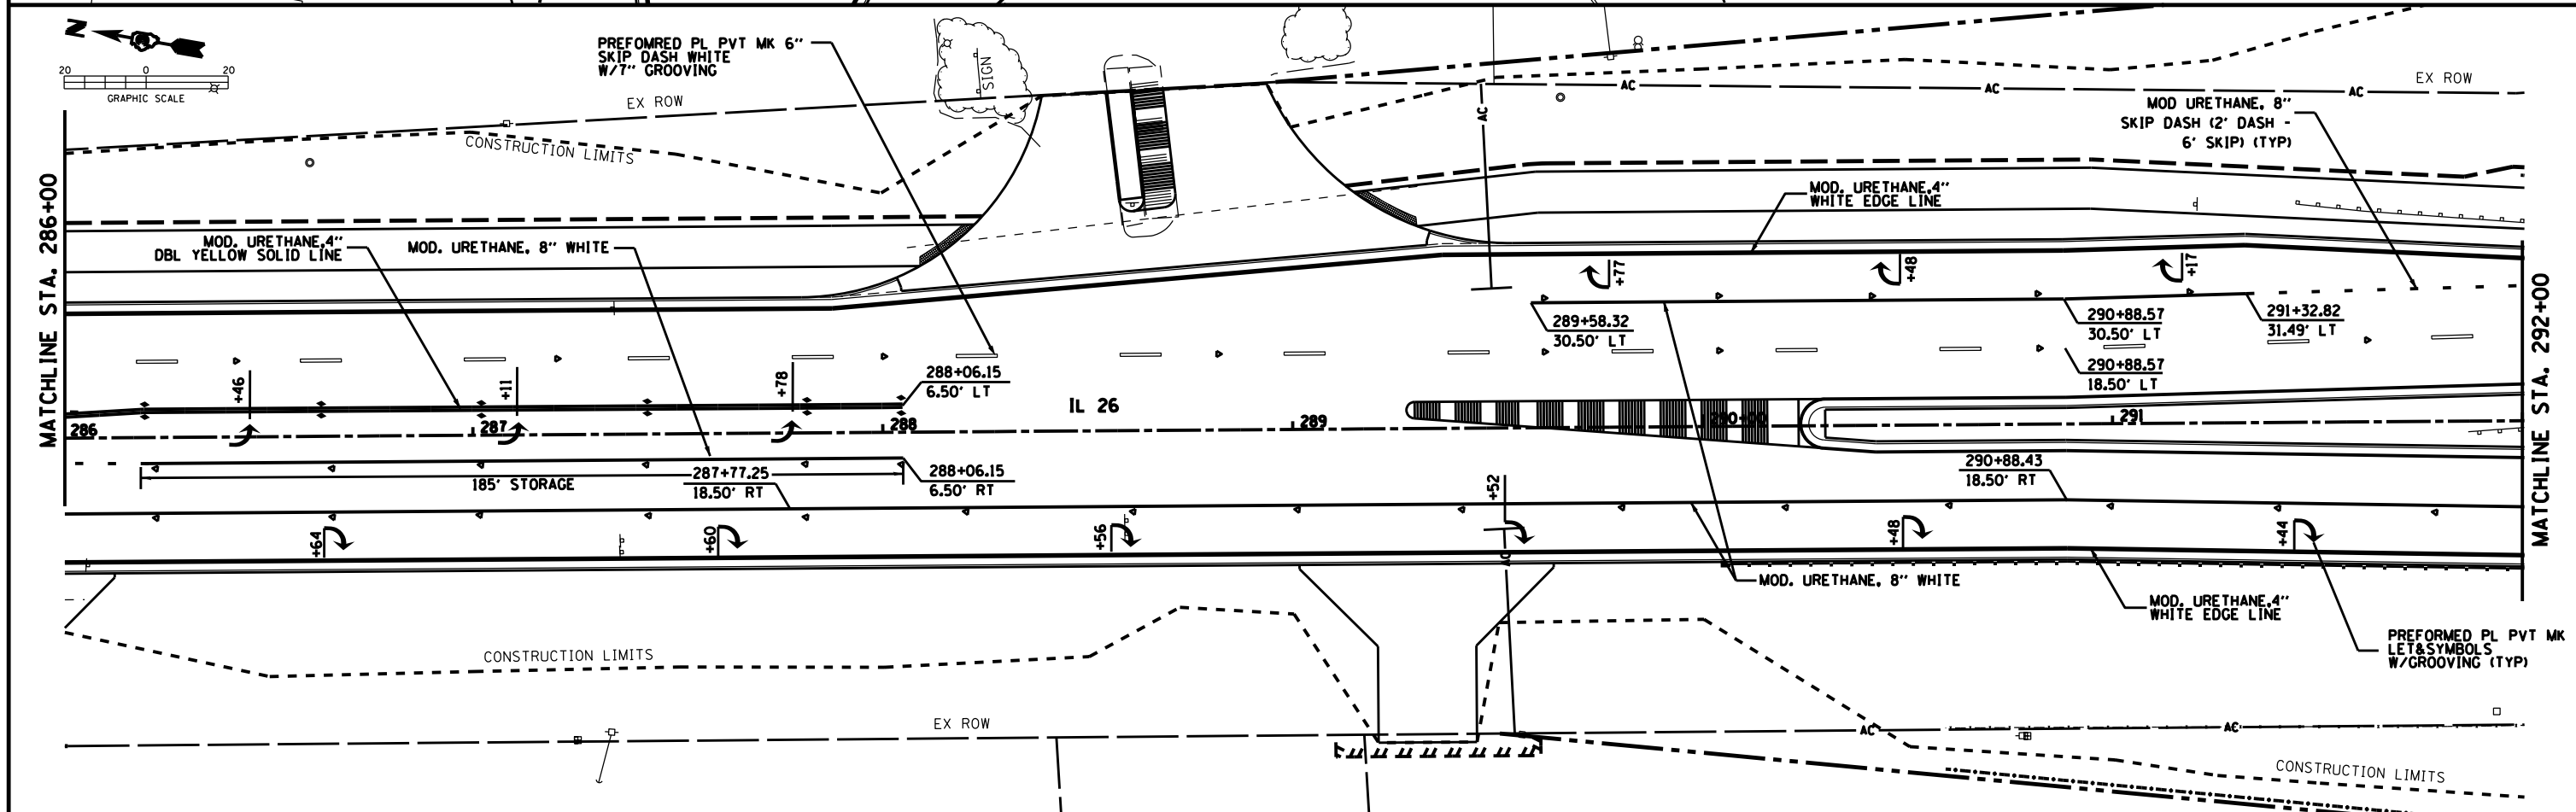 N
20 0 20
GRAPHIC SCALE
PREFOMRED PL PVT MK 6"
SKIP DASH WHITE
W/7" GROOVING
SIGN
EX ROW
CONSTRUCTION LIMITS
AC
AC
AC
AC
EX ROW
MOD URETHANE, 8"
SKIP DASH (2' DASH -
6' SKIP) (TYP)
MATCHLINE STA. 286+00
MOD. URETHANE,4"
DBL YELLOW SOLID LINE
MOD. URETHANE, 8" WHITE
MOD. URETHANE,4"
WHITE EDGE LINE
+77
+48
+17
289+58.32
30.50' LT
290+88.57
30.50' LT
291+32.82
31.49' LT
290+88.57
18.50' LT
MATCHLINE STA. 292+00
+46
+11
+78
288+06.15
6.50' LT
IL 26
286
287
288
289
290+00
291
185' STORAGE
287+77.25
18.50' RT
288+06.15
6.50' RT
290+88.43
18.50' RT
+52
+64
+60
+56
+48
+44
AC
MOD. URETHANE, 8" WHITE
MOD. URETHANE,4"
WHITE EDGE LINE
PREFORMED PL PVT MK
LET&SYMBOLS
W/GROOVING (TYP)
CONSTRUCTION LIMITS
EX ROW
AC
AC
CONSTRUCTION LIMITS